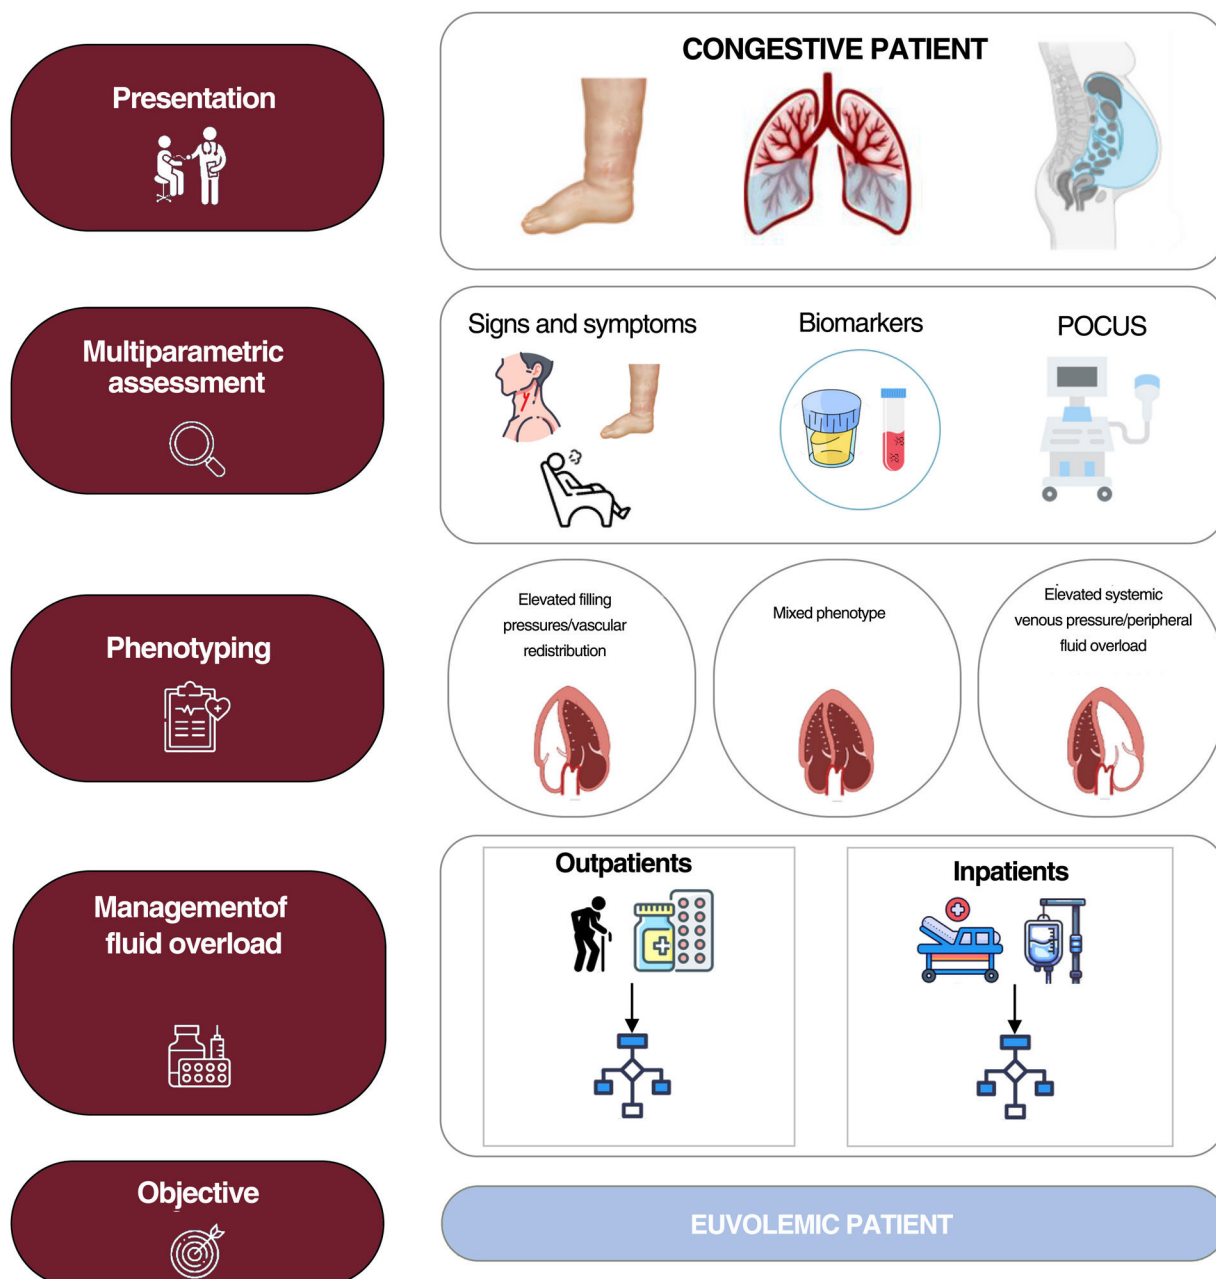 Presentation
CONGESTIVE PATIENT
Multiparametric
assessment
Signs and symptoms
Biomarkers
POCUS
Phenotyping
Elevated filling
pressures/vascular
redistribution
Mixed phenotype
Elevated systemic
venous pressure/peripheral
fluid overload
Managementof
fluid overload
Outpatients
Inpatients
Objective
EUVOLEMIC PATIENT